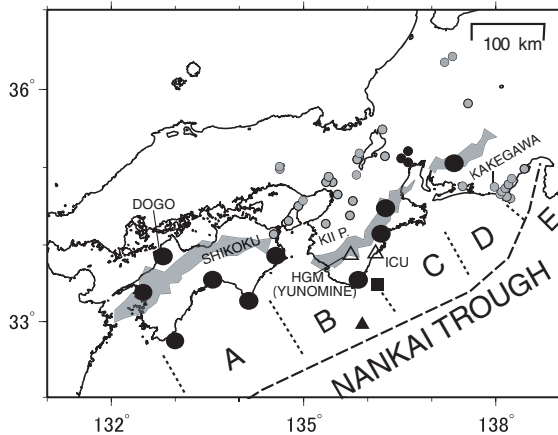 100 km
36°
KAKEGAWA
DOGO
SHIKOKU
KII P.
HGM
(YUNOMINE)
ICU
A
B
C
D
E
NANKAI TROUGH
33°
132°
135°
138°